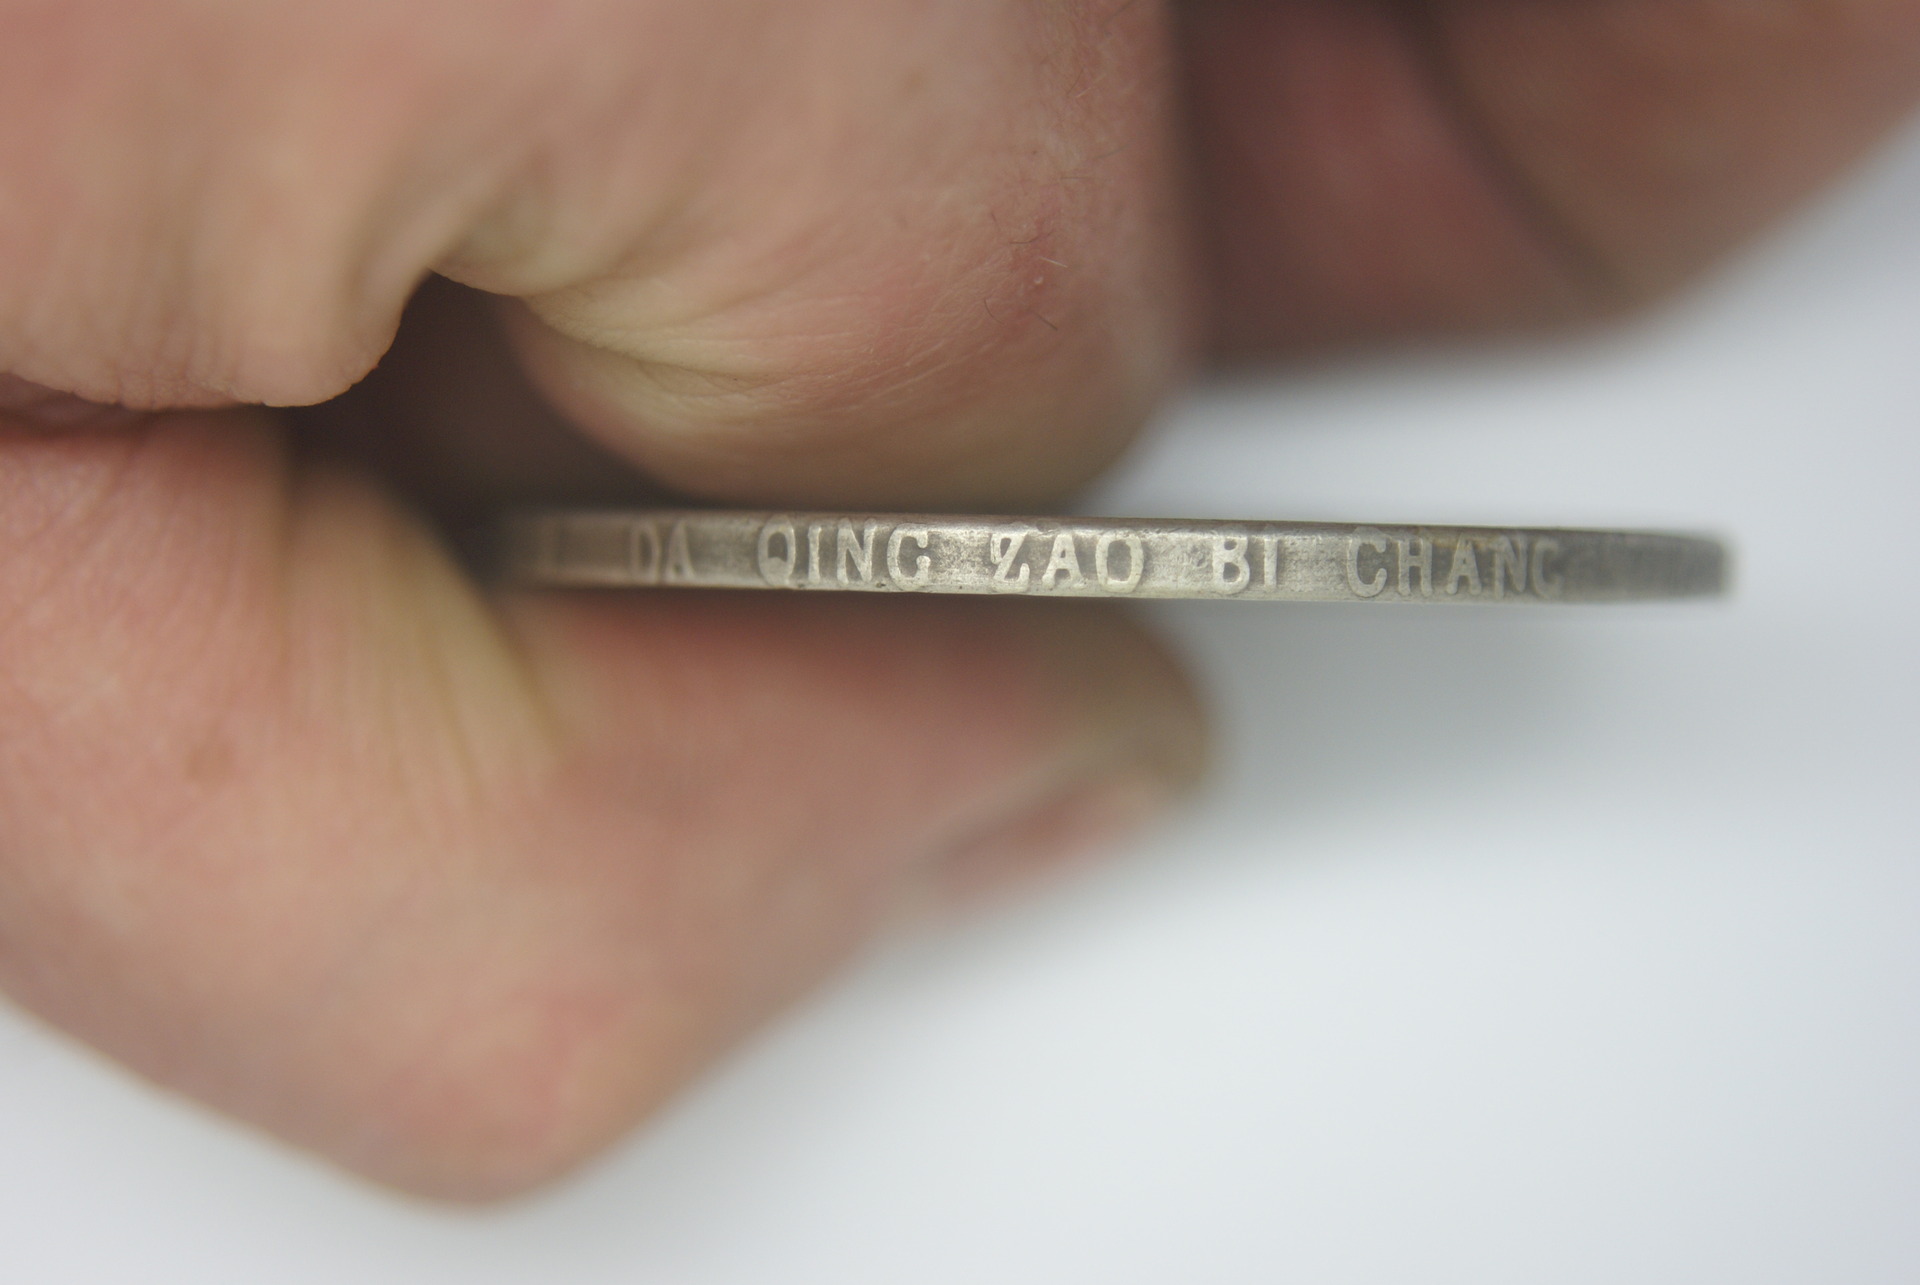 DA QING ZAO BI CHANG